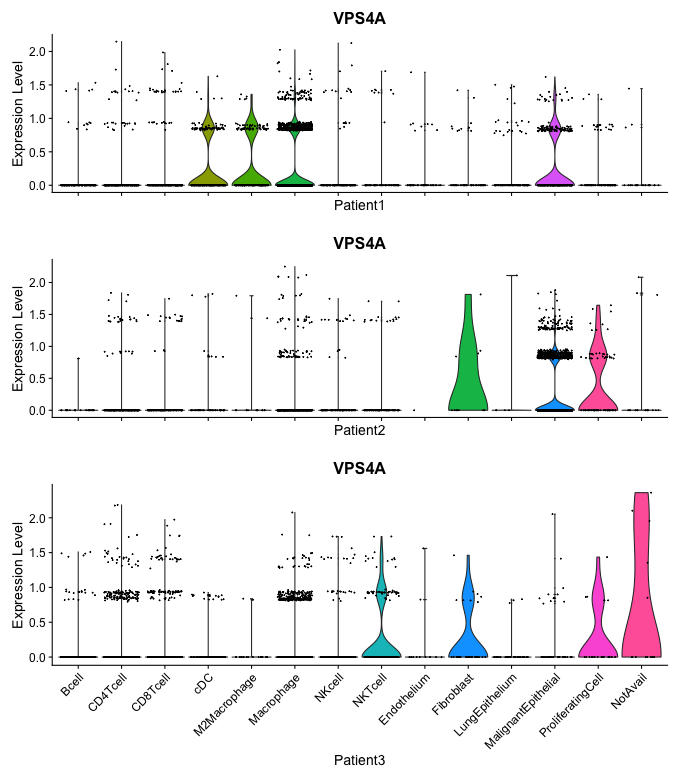 VPS4A
Expression Level
2.0
1.5
1.0
0.5
0.0
Patient1
VPS4A
Expression Level
2.0
1.5
1.0
0.5
0.0
Patient2
VPS4A
Expression Level
2.0
1.5
1.0
0.5
0.0
Bcell
CD4Tcell
CD8Tcell
cDC
M2Macrophage
Macrophage
NKcell
NKTcell
Endothelium
Fibroblast
LungEpithelium
MalignantEpithelial
ProliferatingCell
NotAvail
Patient3